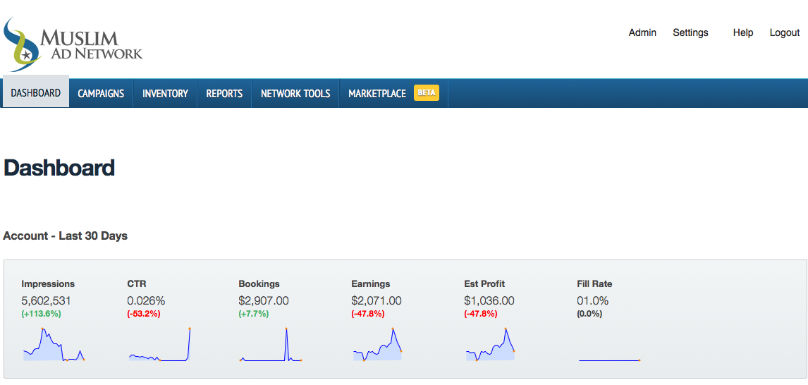 MUSLIM
AD NETWORK
Admin Settings Help Logout
DASHBOARD CAMPAIGNS INVENTORY REPORTS NETWORK TOOLS MARKETPLACE BETA
Dashboard
Account - Last 30 Days
Impressions CTR Bookings Earnings Est Profit Fill Rate
5,602,531 0.026% $2,907.00 $2,071.00 $1,036.00 01.0%
(+113.6%) (-53.2%) (+7.7%) (-47.8%) (-47.8%) (0.0%)